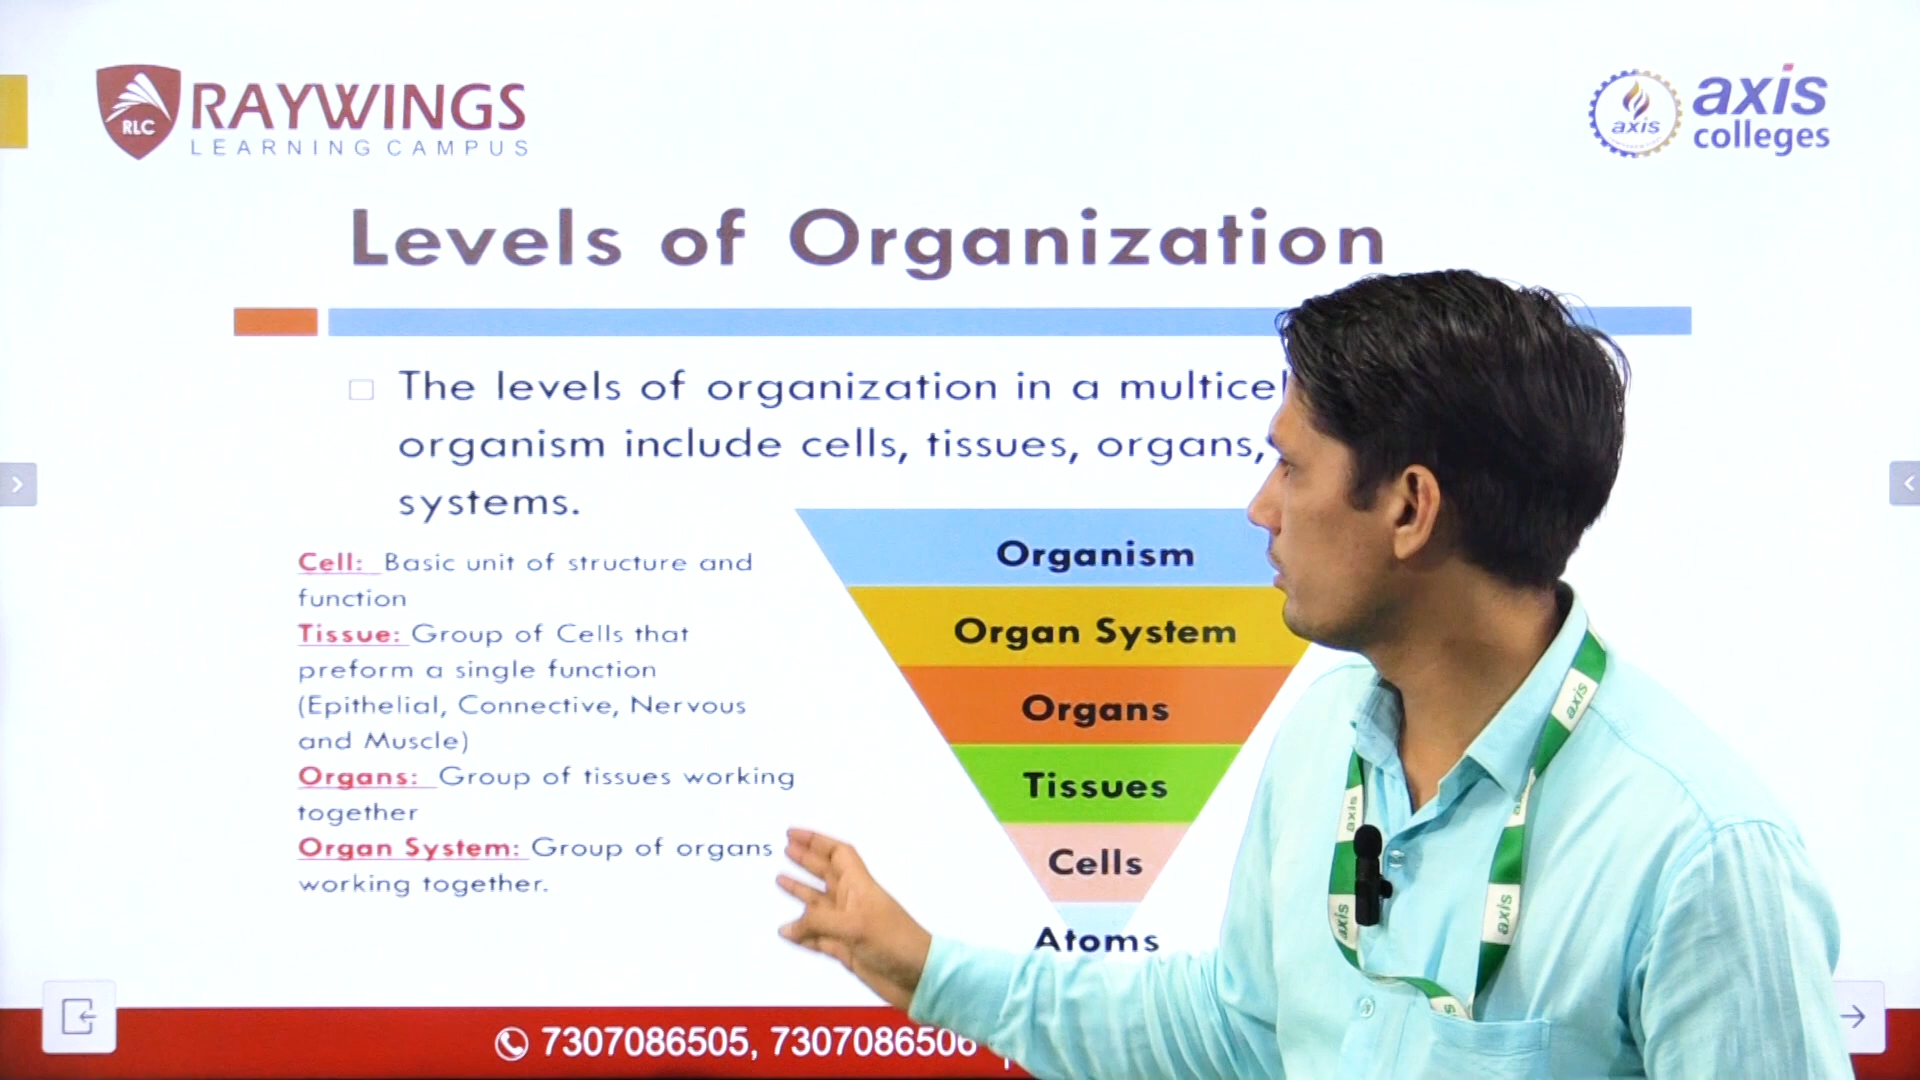 RLC
RAYWINGS
LEARNING CAMPUS
axis
axis
colleges
Levels of Organization
The levels of organization in a
organism include cells, tissues, organs,
systems.
Cell: Basic unit of structure and
function
Tissue: Group of Cells that
preform a single function
(Epithelial, Connective, Nervous
and Muscle)
Organs: Group of tissues working
together
Organ System: Group of organs
working together.
Organism
Organ System
Organs
Tissues
Cells
Atoms
axis
axis
axis
axis
7307086505, 7307086506